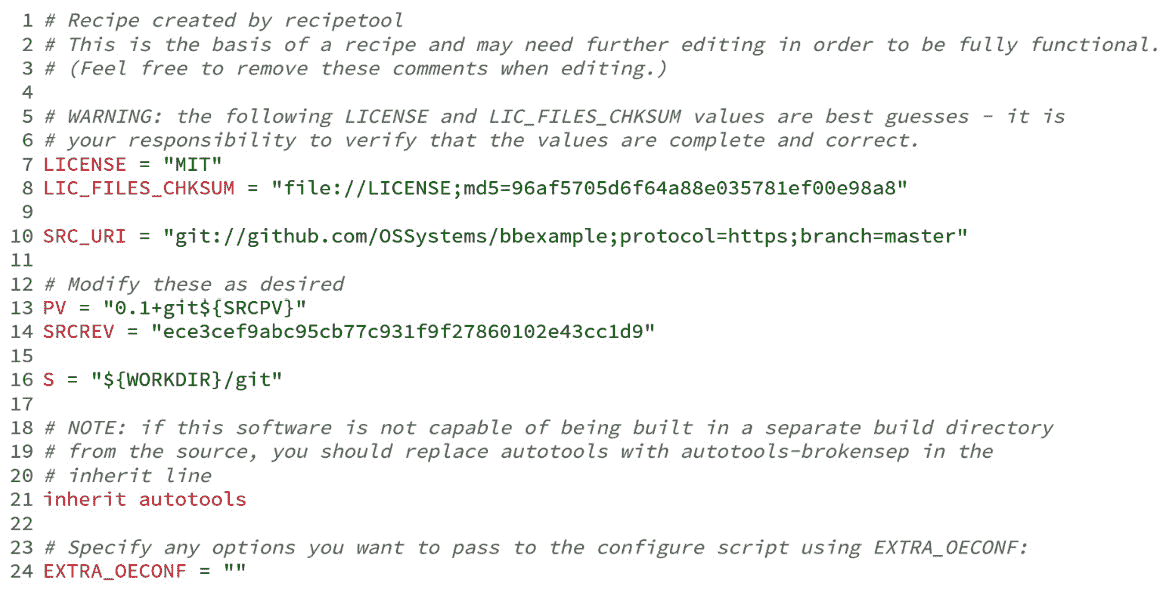 1 # Recipe created by recipetool
2 # This is the basis of a recipe and may need further editing in order to be fully functional.
3 # (Feel free to remove these comments when editing.)
4
5 # WARNING: the following LICENSE and LIC_FILES_CHKSUM values are best guesses - it is
6 # your responsibility to verify that the values are complete and correct.
7 LICENSE = "MIT"
8 LIC_FILES_CHKSUM = "file://LICENSE;md5=96af5705d6f64a88e035781ef00e98a8"
9
10 SRC_URI = "git://github.com/OSSystems/bbexample;protocol=https;branch=master"
11
12 # Modify these as desired
13 PV = "0.1+git${SRCPV}"
14 SRCREV = "ece3cef9abc95cb77c931f9f27860102e43cc1d9"
15
16 S = "${WORKDIR}/git"
17
18 # NOTE: if this software is not capable of being built in a separate build directory
19 # from the source, you should replace autotools with autotools-brokensep in the
20 # inherit line
21 inherit autotools
22
23 # Specify any options you want to pass to the configure script using EXTRA_OECONF:
24 EXTRA_OECONF = ""